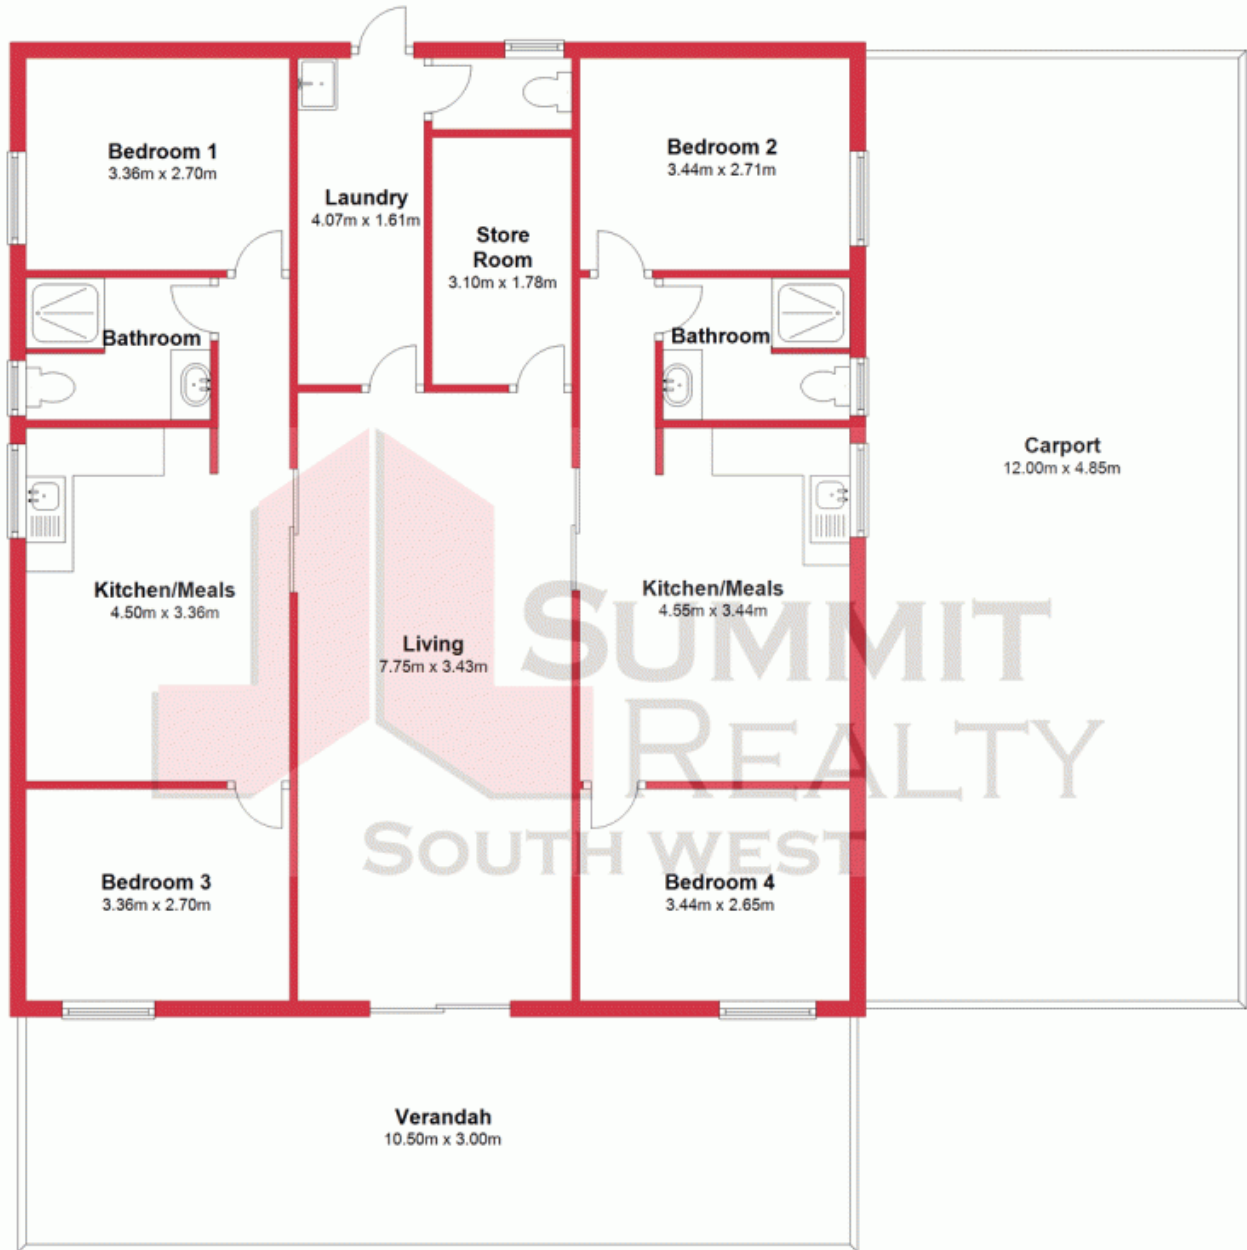 Bedroom 1
3.36m x 2.70m
Bedroom 2
3.44m x 2.71m
Laundry
4.07m x 1.61m
Store
Room
3.10m x 1.78m
Bathroom
Bathroom
Carport
12.00m x 4.85m
Kitchen/Meals
4.50m x 3.36m
Kitchen/Meals
4.55m x 3.44m
Living
7.75m x 3.43m
SUMMIT
REALTY
SOUTH WEST
Bedroom 3
3.36m x 2.70m
Bedroom 4
3.44m x 2.65m
Verandah
10.50m x 3.00m